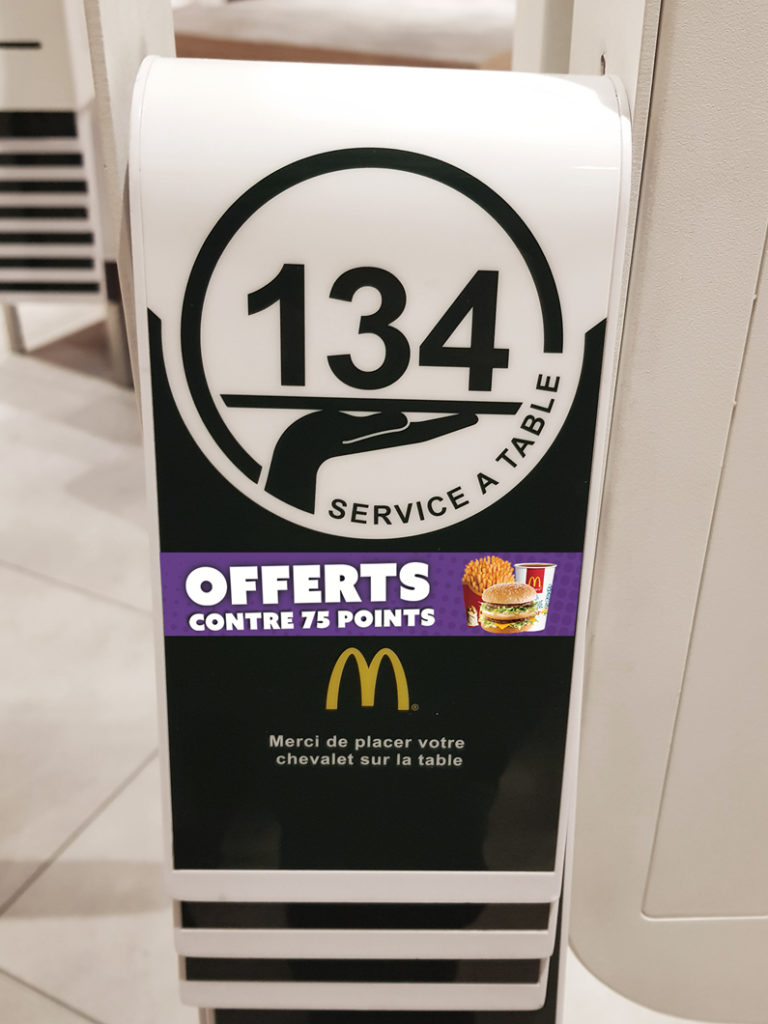 134
SERVICE A TABLE
OFFERTS
CONTRE 75 POINTS
Merci de placer votre
chevalet sur la table